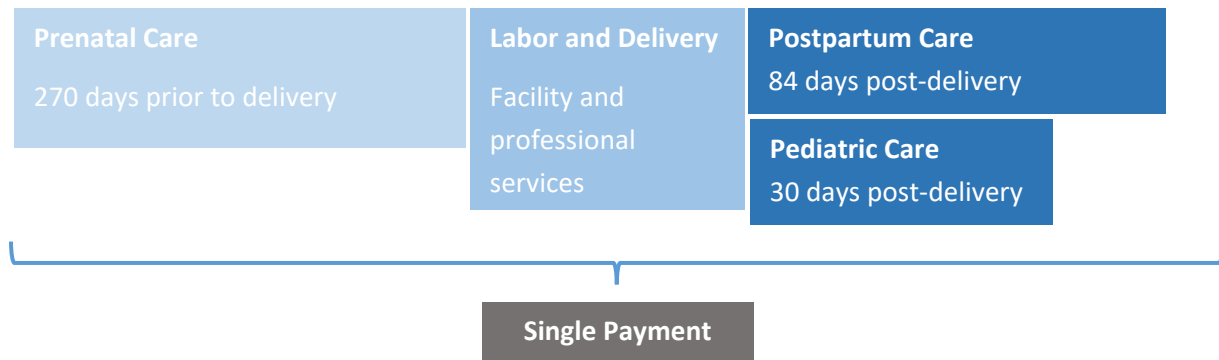 Prenatal Care
270 days prior to delivery
Labor and Delivery
Facility and
professional
services
Postpartum Care
84 days post-delivery
Pediatric Care
30 days post-delivery
Single Payment